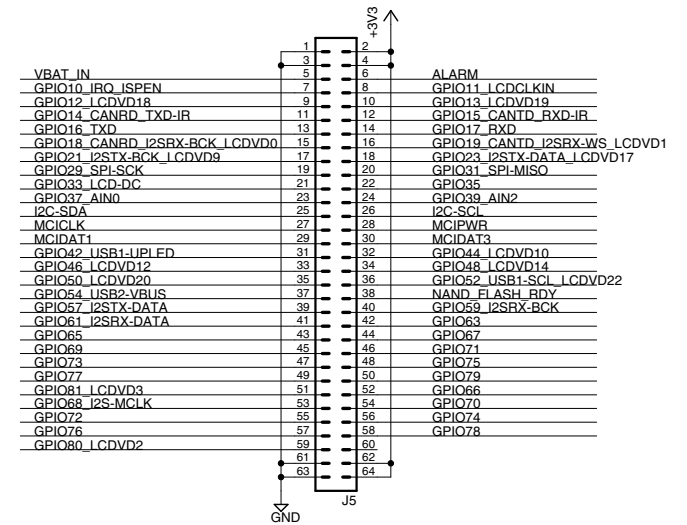 +3V3
1 2
3 4
VBAT_IN 5 6 ALARM
GPIO10_IRQ_ISPEN 7 8 GPIO11_LCDCLKIN
GPIO12_LCDVD18 9 10 GPIO13_LCDVD19
GPIO14_CANRD_TXD-IR 11 12 GPIO15_CANTD_RXD-IR
GPIO16_TXD 13 14 GPIO17_RXD
GPIO18_CANRD_I2SRX-BCK_LCDVD0 15 16 GPIO19_CANTD_I2SRX-WS_LCDVD1
GPIO21_I2STX-BCK_LCDVD9 17 18 GPIO23_I2STX-DATA_LCDVD17
GPIO29_SPI-SCK 19 20 GPIO31_SPI-MISO
GPIO33_LCD-DC 21 22 GPIO35
GPIO37_AIN0 23 24 GPIO39_AIN2
I2C-SDA 25 26 I2C-SCL
MCICLK 27 28 MCIPWR
MCIDAT1 29 30 MCIDAT3
GPIO42_USB1-UPLED 31 32 GPIO44_LCDVD10
GPIO46_LCDVD12 33 34 GPIO48_LCDVD14
GPIO50_LCDVD20 35 36 GPIO52_USB1-SCL_LCDVD22
GPIO54_USB2-VBUS 37 38 NAND_FLASH_RDY
GPIO57_I2STX-DATA 39 40 GPIO59_I2SRX-BCK
GPIO61_I2SRX-DATA 41 42 GPIO63
GPIO65 43 44 GPIO67
GPIO69 45 46 GPIO71
GPIO73 47 48 GPIO75
GPIO77 49 50 GPIO79
GPIO81_LCDVD3 51 52 GPIO66
GPIO68_I2S-MCLK 53 54 GPIO70
GPIO72 55 56 GPIO74
GPIO76 57 58 GPIO78
GPIO80_LCDVD2 59 60
61 62
63 64
J5
GND